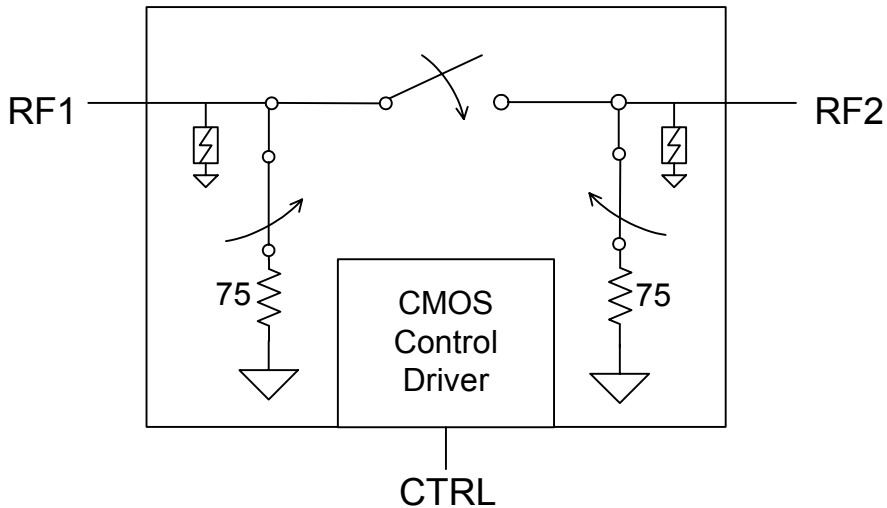 RF1
RF2
75
75
CMOS
Control
Driver
CTRL